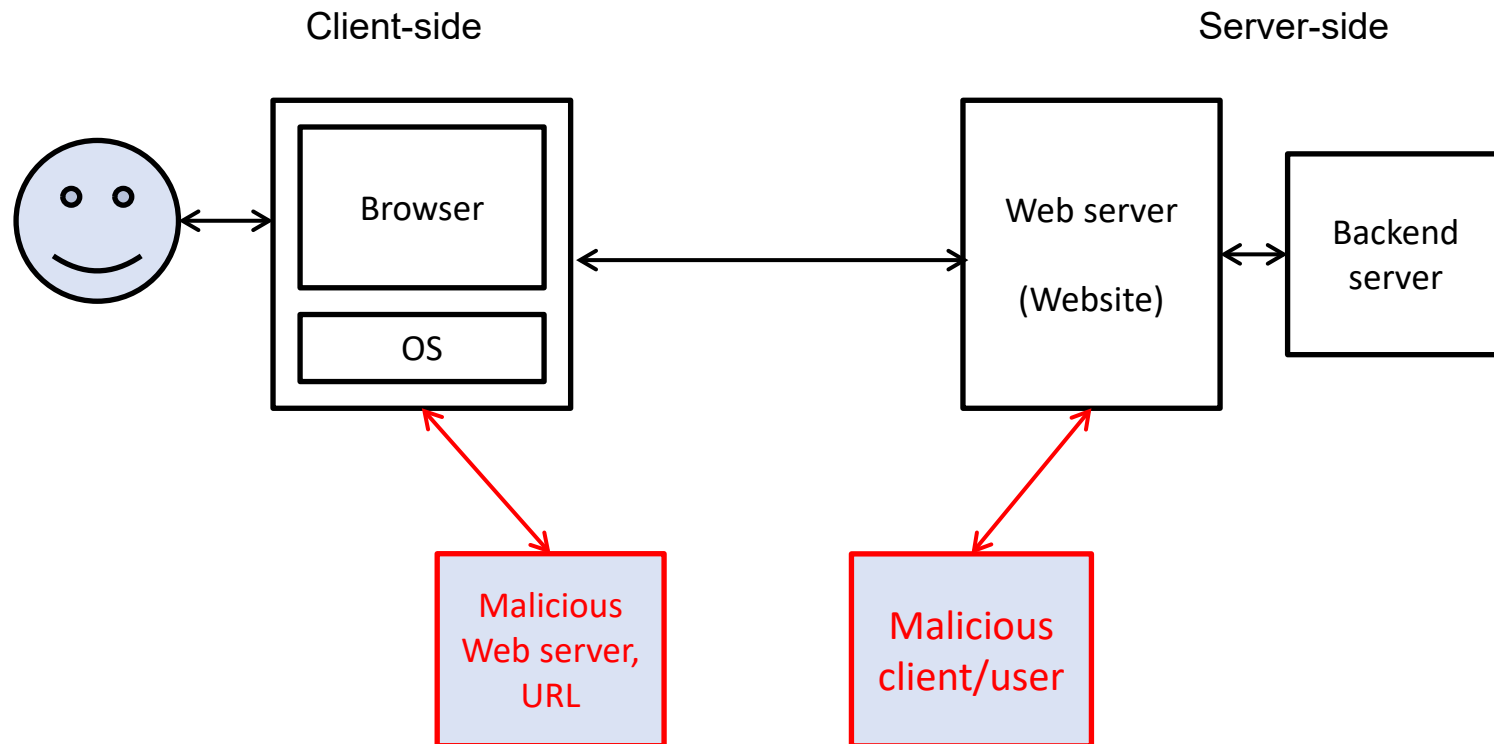 Client-side
Server-side
Browser
OS
Web server
(Website)
Backend
server
Malicious
Web server,
URL
Malicious
client/user